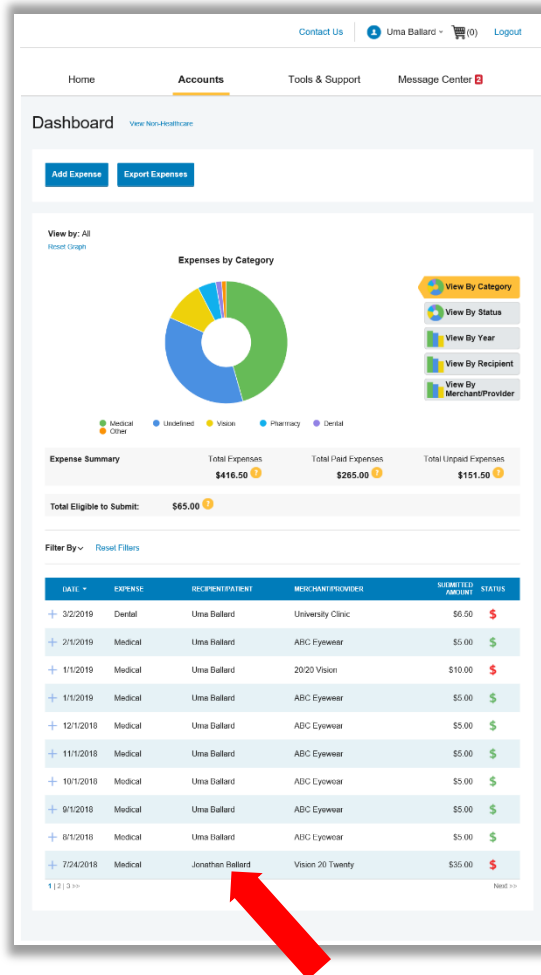 Contact Us Uma Ballard (0) Logout
Home Accounts Tools & Support Message Center 2
Dashboard View Non-Healthcare
Add Expense Export Expenses
View by: All
Reset Graph
Expenses by Category
View By Category
View By Status
View By Year
View By Recipient
View By
Merchant/Provider
Medical Undefined Vision Pharmacy Dental
Other
Expense Summary Total Expenses Total Paid Expenses Total Unpaid Expenses
$416.50 ? $265.00 ? $151.50 ?
Total Eligible to Submit: $65.00 ?
Filter By Reset Filters
DATE EXPENSE RECIPIENT/PATIENT MERCHANT/PROVIDER SUBMITTED AMOUNT STATUS
+ 3/2/2019 Dental Uma Ballard University Clinic $6.50 $
+ 2/1/2019 Medical Uma Ballard ABC Eyewear $5.00 $
+ 1/1/2019 Medical Uma Ballard 20/20 Vision $10.00 $
+ 1/1/2019 Medical Uma Ballard ABC Eyewear $5.00 $
+ 12/1/2018 Medical Uma Ballard ABC Eyewear $5.00 $
+ 11/1/2018 Medical Uma Ballard ABC Eyewear $5.00 $
+ 10/1/2018 Medical Uma Ballard ABC Eyewear $5.00 $
+ 9/1/2018 Medical Uma Ballard ABC Eyewear $5.00 $
+ 8/1/2018 Medical Uma Ballard ABC Eyewear $5.00 $
+ 7/24/2018 Medical Jonathan Ballard Vision 20 Twenty $35.00 $
1 | 2 | 3 >> Next >>